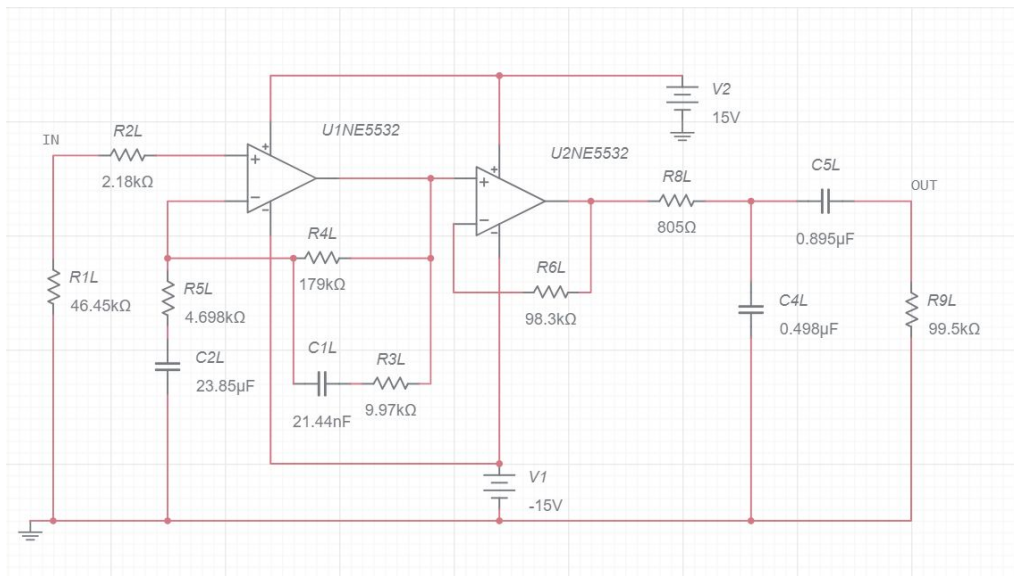 V2
15V
U1NE5532
IN
R2L
2.18kΩ
U2NE5532
R8L
805Ω
C5L
0.895µF
OUT
R4L
179kΩ
R1L
46.45kΩ
R5L
4.698kΩ
R6L
98.3kΩ
C4L
0.498µF
R9L
99.5kΩ
C2L
23.85µF
C1L
21.44nF
R3L
9.97kΩ
V1
-15V